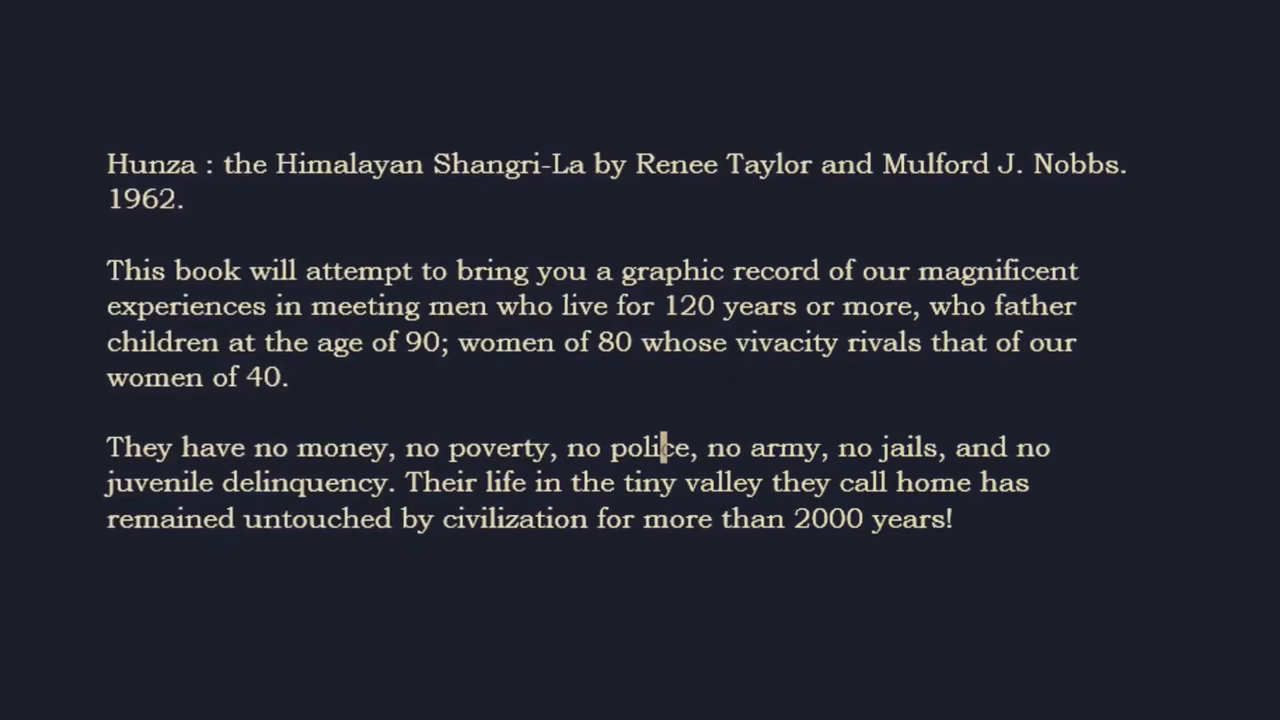 Hunza : the Himalayan Shangri-La by Renee Taylor and Mulford J. Nobbs.
1962.
This book will attempt to bring you a graphic record of our magnificent
experiences in meeting men who live for 120 years or more, who father
children at the age of 90; women of 80 whose vivacity rivals that of our
women of 40.
They have no money, no poverty, no police, no army, no jails, and no
juvenile delinquency. Their life in the tiny valley they call home has
remained untouched by civilization for more than 2000 years!